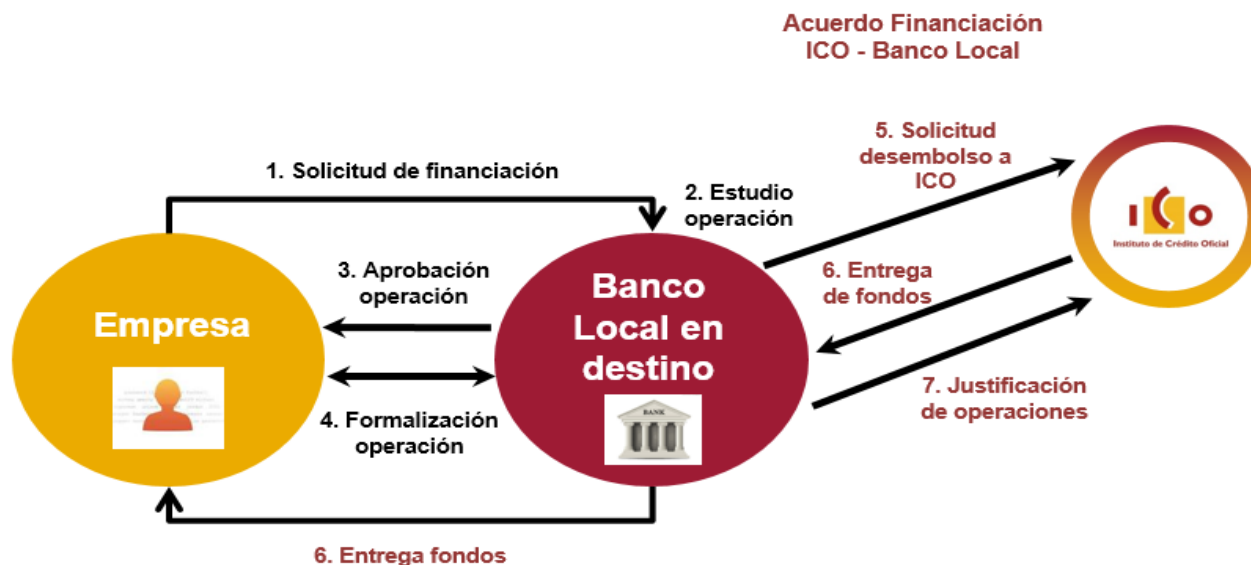 Acuerdo Financiación
ICO - Banco Local
1. Solicitud de financiación
2. Estudio
operación
5. Solicitud
desembolso a
ICO
ICO
Instituto de Crédito Oficial
3. Aprobación
operación
Empresa
Banco
Local en
destino
BANK
6. Entrega
de fondos
4. Formalización
operación
7. Justificación
de operaciones
6. Entrega fondos